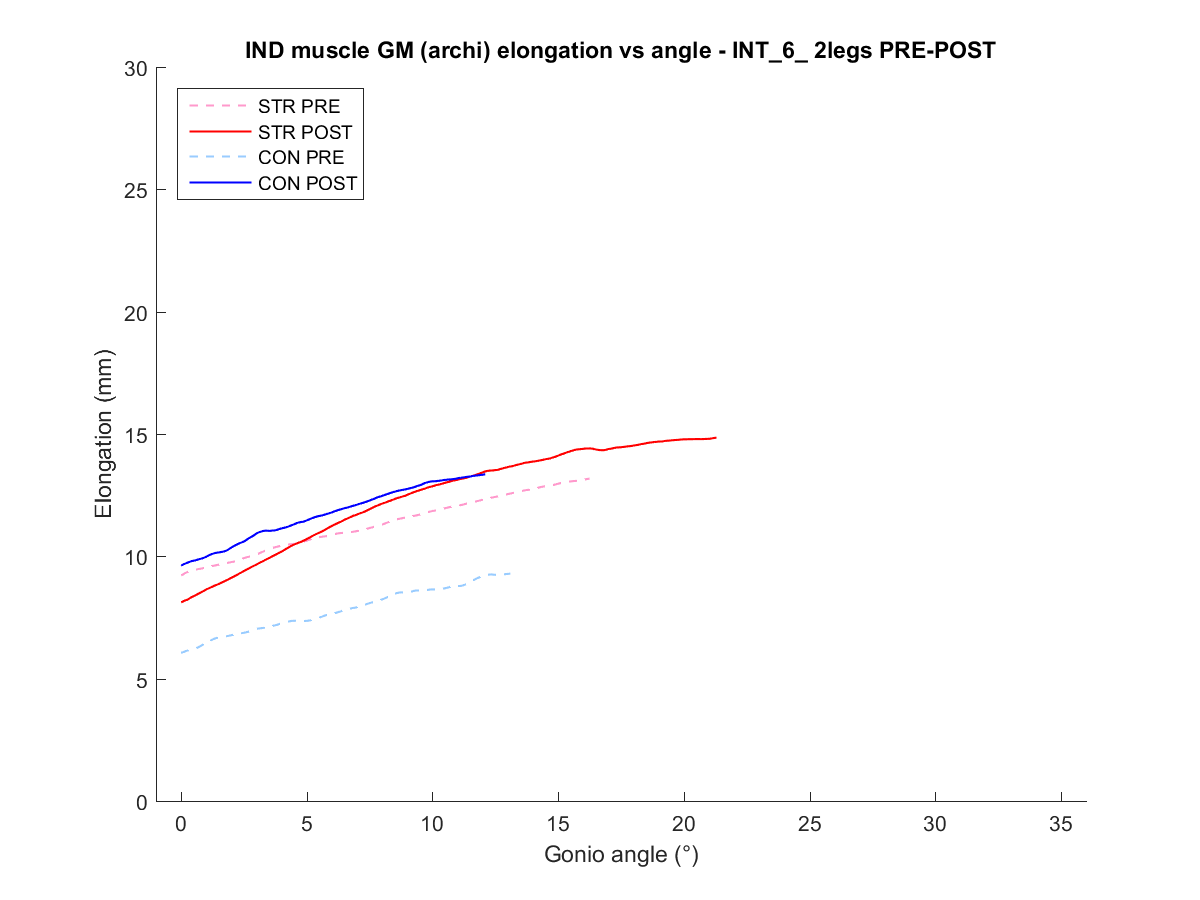 IND muscle GM (archi) elongation vs angle - INT_6_ 2legs PRE-POST
30
25
20
15
10
5
0
Elongation (mm)
STR PRE
STR POST
CON PRE
CON POST
0 5 10 15 20 25 30 35
Gonio angle (°)